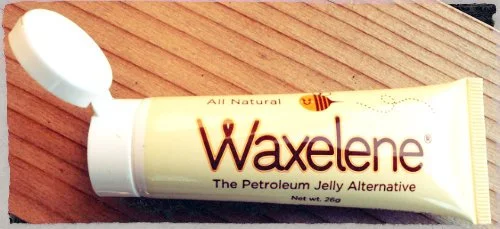 All Natural
Waxelene®
The Petroleum Jelly Alternative
Net wt. 26g